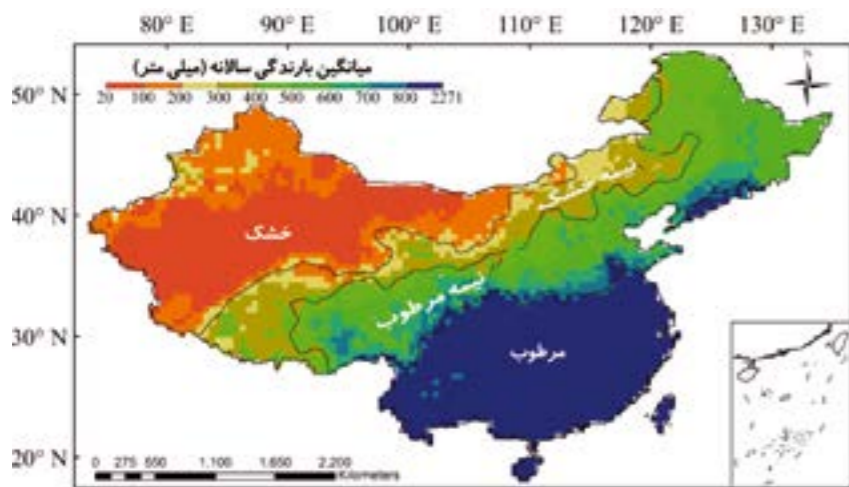 80° E 90° E 100° E 110° E 120° E 130° E
میانگین بارندگی سالانه (میلی متر)
20 100 200 300 400 500 600 700 800 2271
N
50° N
40° N
30° N
20° N
نیمه خشک
خشک
نیمه مرطوب
مرطوب
0 275 550 1,100 1,650 2,200
Kilometers